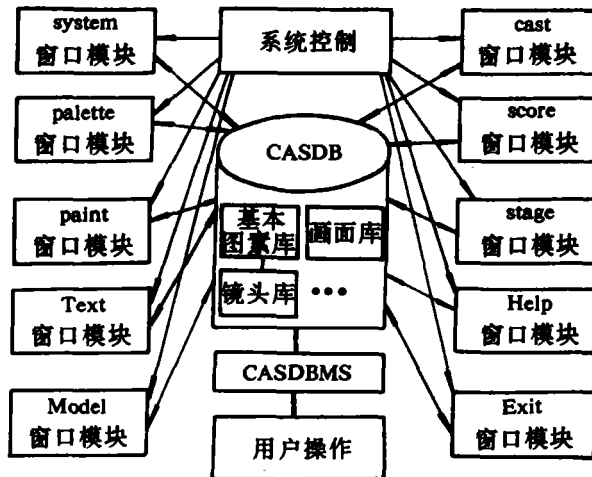 system
窗口模块
系统控制
cast
窗口模块
palette
窗口模块
score
窗口模块
CASDB
paint
窗口模块
基本
图素库
画面库
stage
窗口模块
Text
窗口模块
镜头库
•••
Help
窗口模块
CASDBMS
Model
窗口模块
用户操作
Exit
窗口模块